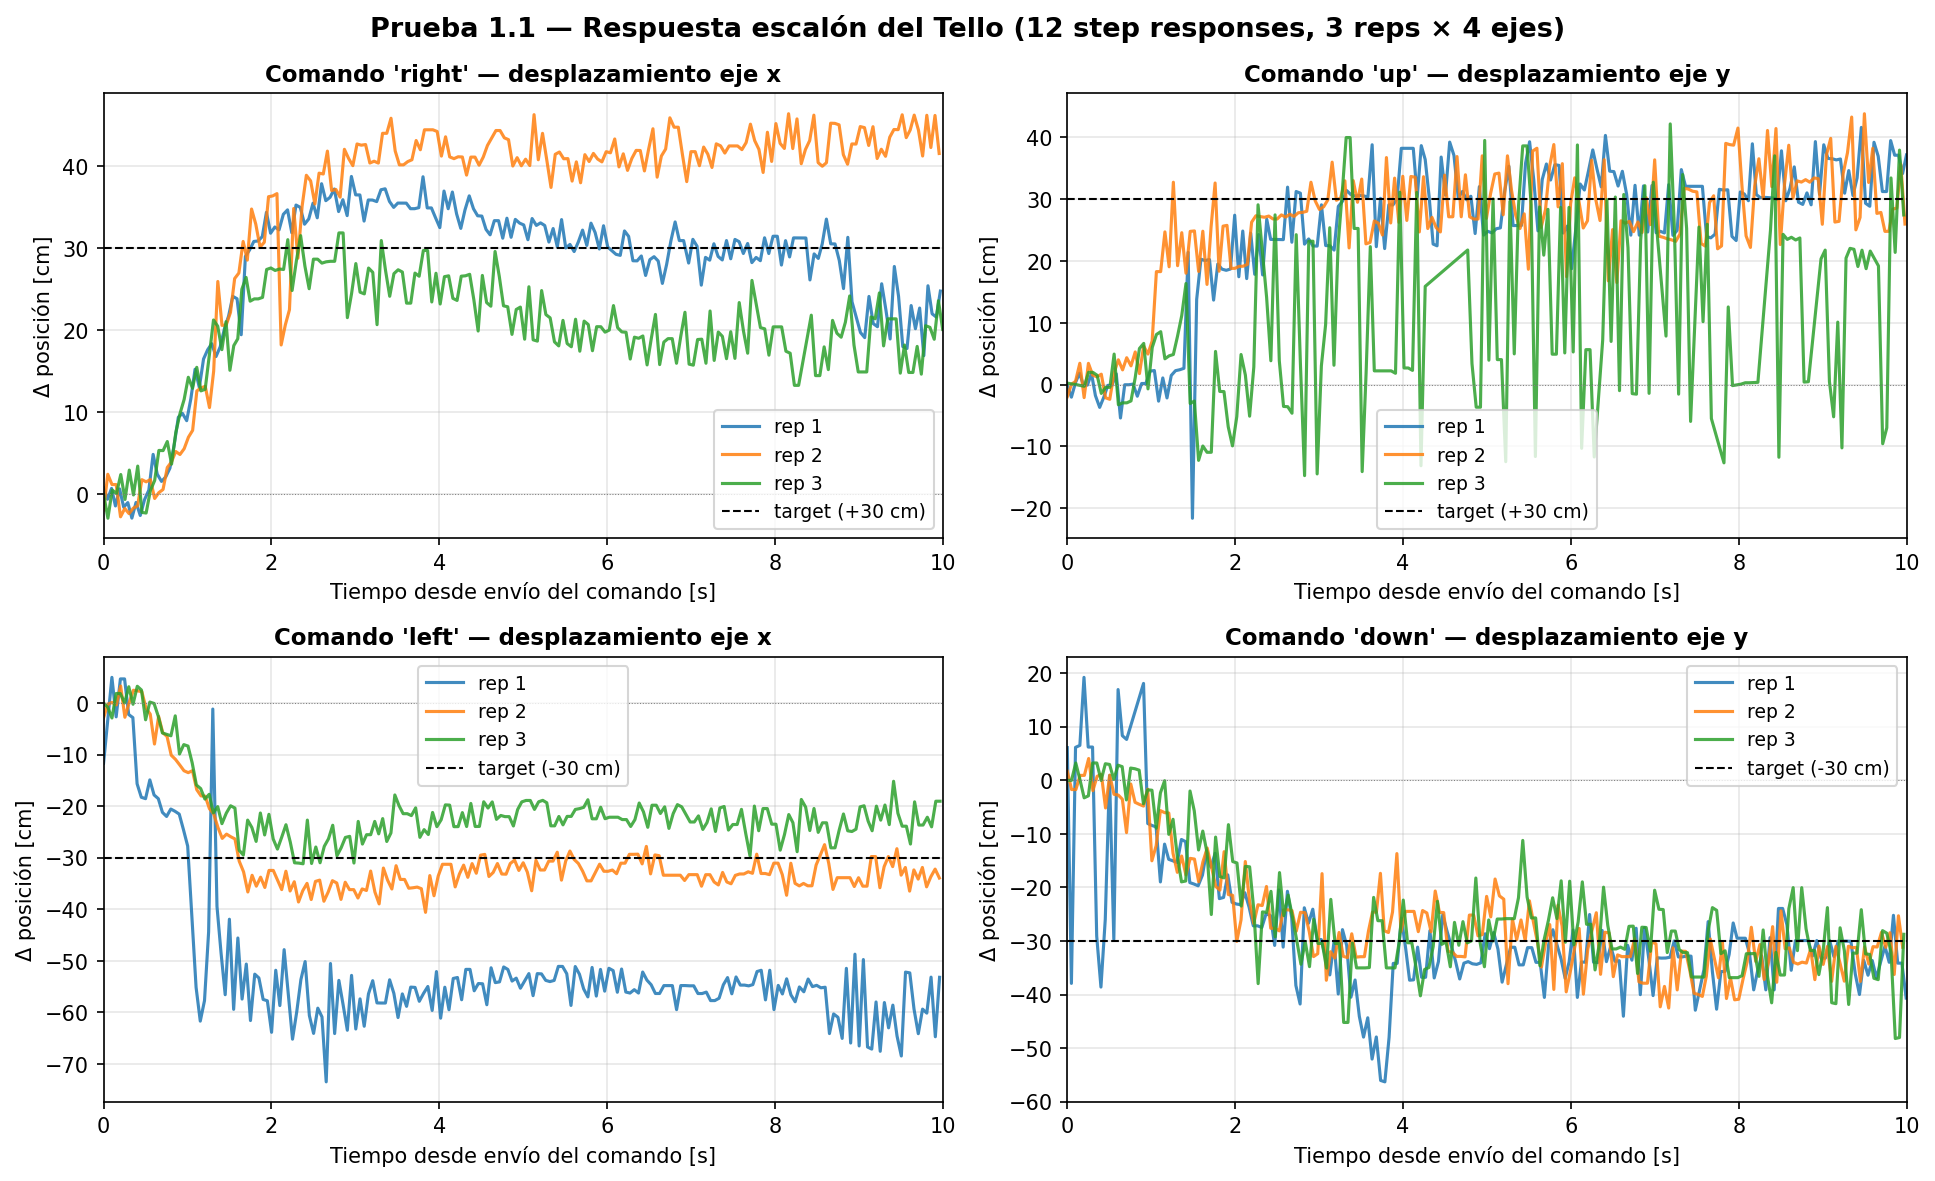 Prueba 1.1 — Respuesta escalón del Tello (12 step responses, 3 reps × 4 ejes)
Comando 'right' — desplazamiento eje x
Δ posición [cm]
40
30
20
10
0
rep 1
rep 2
rep 3
target (+30 cm)
0 2 4 6 8 10
Tiempo desde envío del comando [s]
Comando 'up' — desplazamiento eje y
Δ posición [cm]
40
30
20
10
0
−10
−20
rep 1
rep 2
rep 3
target (+30 cm)
0 2 4 6 8 10
Tiempo desde envío del comando [s]
Comando 'left' — desplazamiento eje x
Δ posición [cm]
0
−10
−20
−30
−40
−50
−60
−70
rep 1
rep 2
rep 3
target (-30 cm)
0 2 4 6 8 10
Tiempo desde envío del comando [s]
Comando 'down' — desplazamiento eje y
Δ posición [cm]
20
10
0
−10
−20
−30
−40
−50
−60
rep 1
rep 2
rep 3
target (-30 cm)
0 2 4 6 8 10
Tiempo desde envío del comando [s]